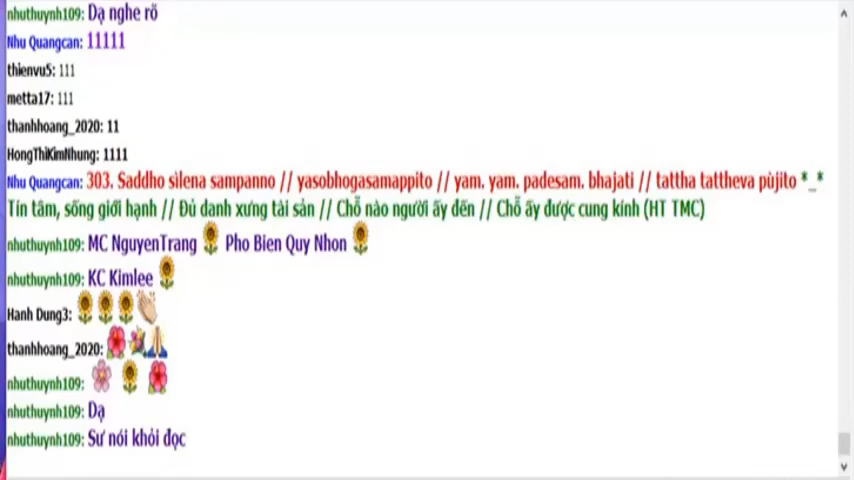 nhuthuynh109: Dạ nghe rõ
Nhu Quangcan: 11111
thienvu5: 111
metta17: 111
thanhhoang_2020: 11
HongThiKimNhung: 1111
Nhu Quangcan: 303. Saddho sìlena sampanno // yasobhogasamappito // yam. yam. padesam. bhajati // tattha tattheva pùjito *_*
Tín tâm, sống giới hạnh // Đủ danh xưng tài sản // Chỗ nào người ấy đến // Chỗ ấy được cung kính (HT TMC)
nhuthuynh109: MC NguyenTrang 🌻 Pho Bien Quy Nhon 🌻
nhuthuynh109: KC Kimlee 🌻
Hanh Dung3: 🌻🌻🌻👏
thanhhoang_2020: 🌺💐🙏
nhuthuynh109: 🌸 🌻 🌺
nhuthuynh109: Dạ
nhuthuynh109: Sư nói khỏi đọc